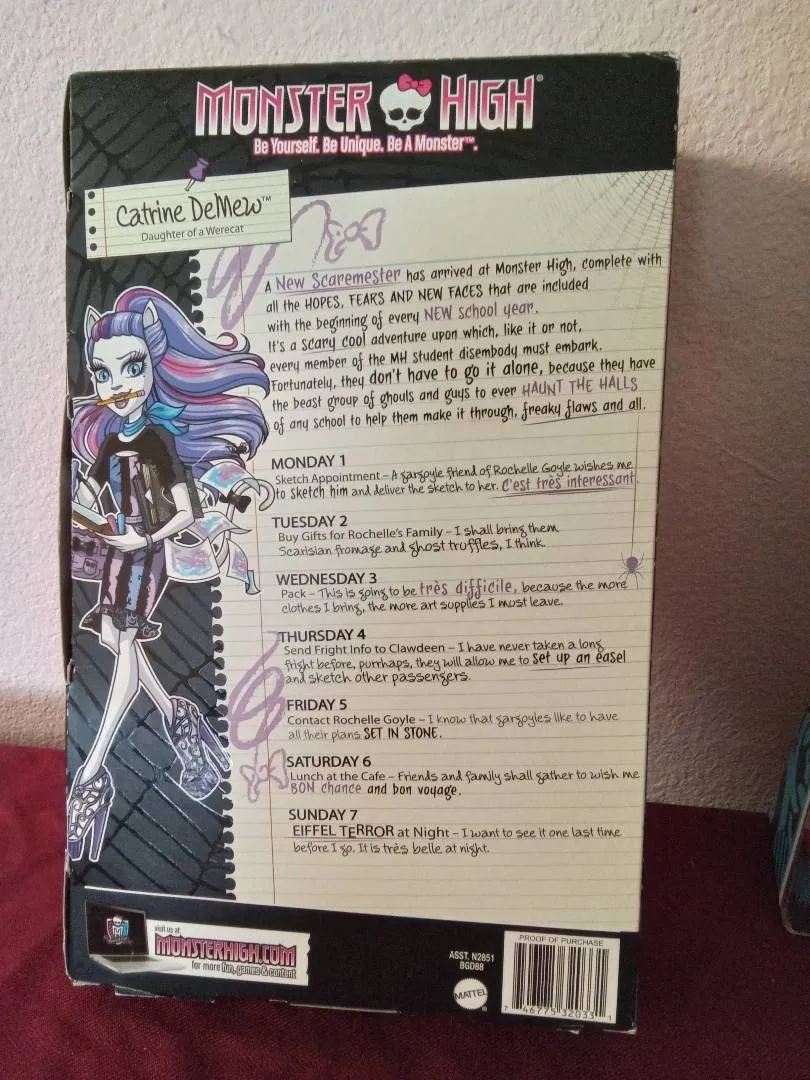 MONSTER HIGH®
Be Yourself. Be Unique. Be A Monster™.
Catrine DeMew™
Daughter of a Werecat
A New Scaremester has arrived at Monster High, complete with
all the HOPES, FEARS AND NEW FACES that are included
with the beginning of every NEW school year.
It's a scary cool adventure upon which, like it or not,
every member of the MH Student disembody must embark.
Fortunately, they don't have to go it alone, because they have
the beast group of ghouls and guys to ever HAUNT THE HALLS
of any school to help them make it through, freaky flaws and all.
MONDAY 1
Sketch Appointment – A gargoyle friend of Rochelle Goyle wishes me
to sketch him and deliver the sketch to her. C'est très interessant
TUESDAY 2
Buy Gifts for Rochelle's Family – I shall bring them
Scarisian fromage and ghost truffles, I think.
WEDNESDAY 3
Pack – This is going to be très difficile, because the more
clothes I bring, the more art supplies I must leave.
THURSDAY 4
Send Fright Info to Clawdeen – I have never taken a long
fright before, purrhaps, they will allow me to set up an easel
and sketch other passengers.
FRIDAY 5
Contact Rochelle Goyle – I know that gargoyles like to have
all their plans SET IN STONE.
SATURDAY 6
Lunch at the Cafe – Friends and family shall gather to wish me
BON chance and bon voyage.
SUNDAY 7
EIFFEL TERROR at Night – I want to see it one last time
before I go. It is très belle at night.
visit us at:
MONSTERHIGH.COM
for more fun, games & content
ASST. N2851
BGD88
MATTEL®
PROOF OF PURCHASE
7 46775 32033 1